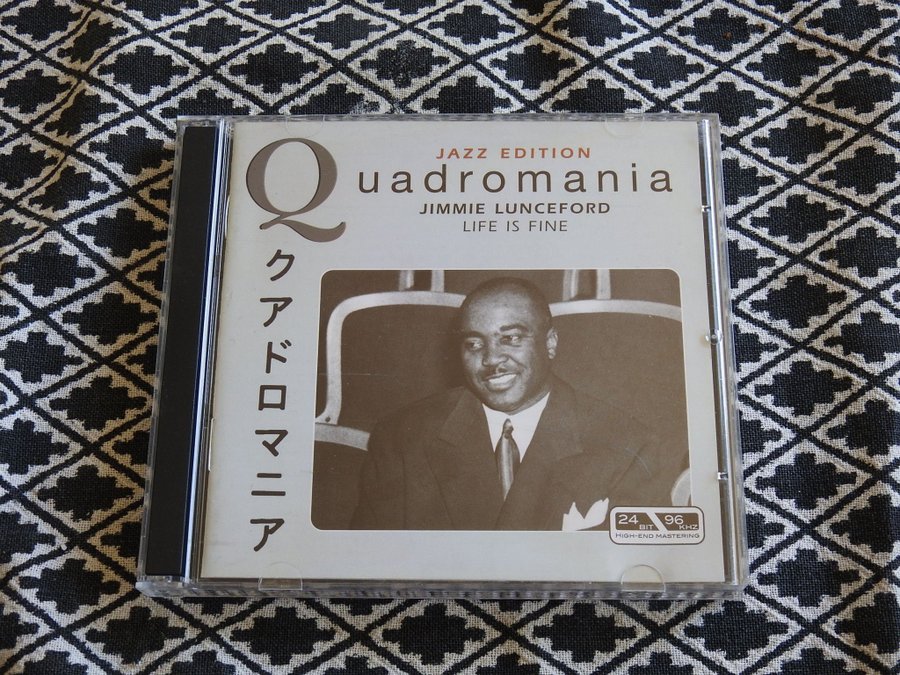 JAZZ EDITION
Quadromania
JIMMIE LUNCEFORD
LIFE IS FINE
クアドロマニア
24 BIT 96 KHZ
HIGH-END MASTERING